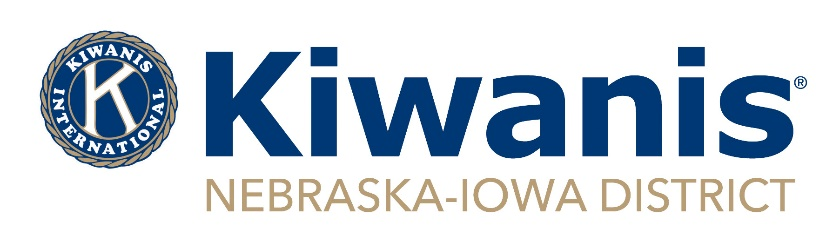 KIWANIS
K
INTERNATIONAL
Kiwanis®
NEBRASKA-IOWA DISTRICT